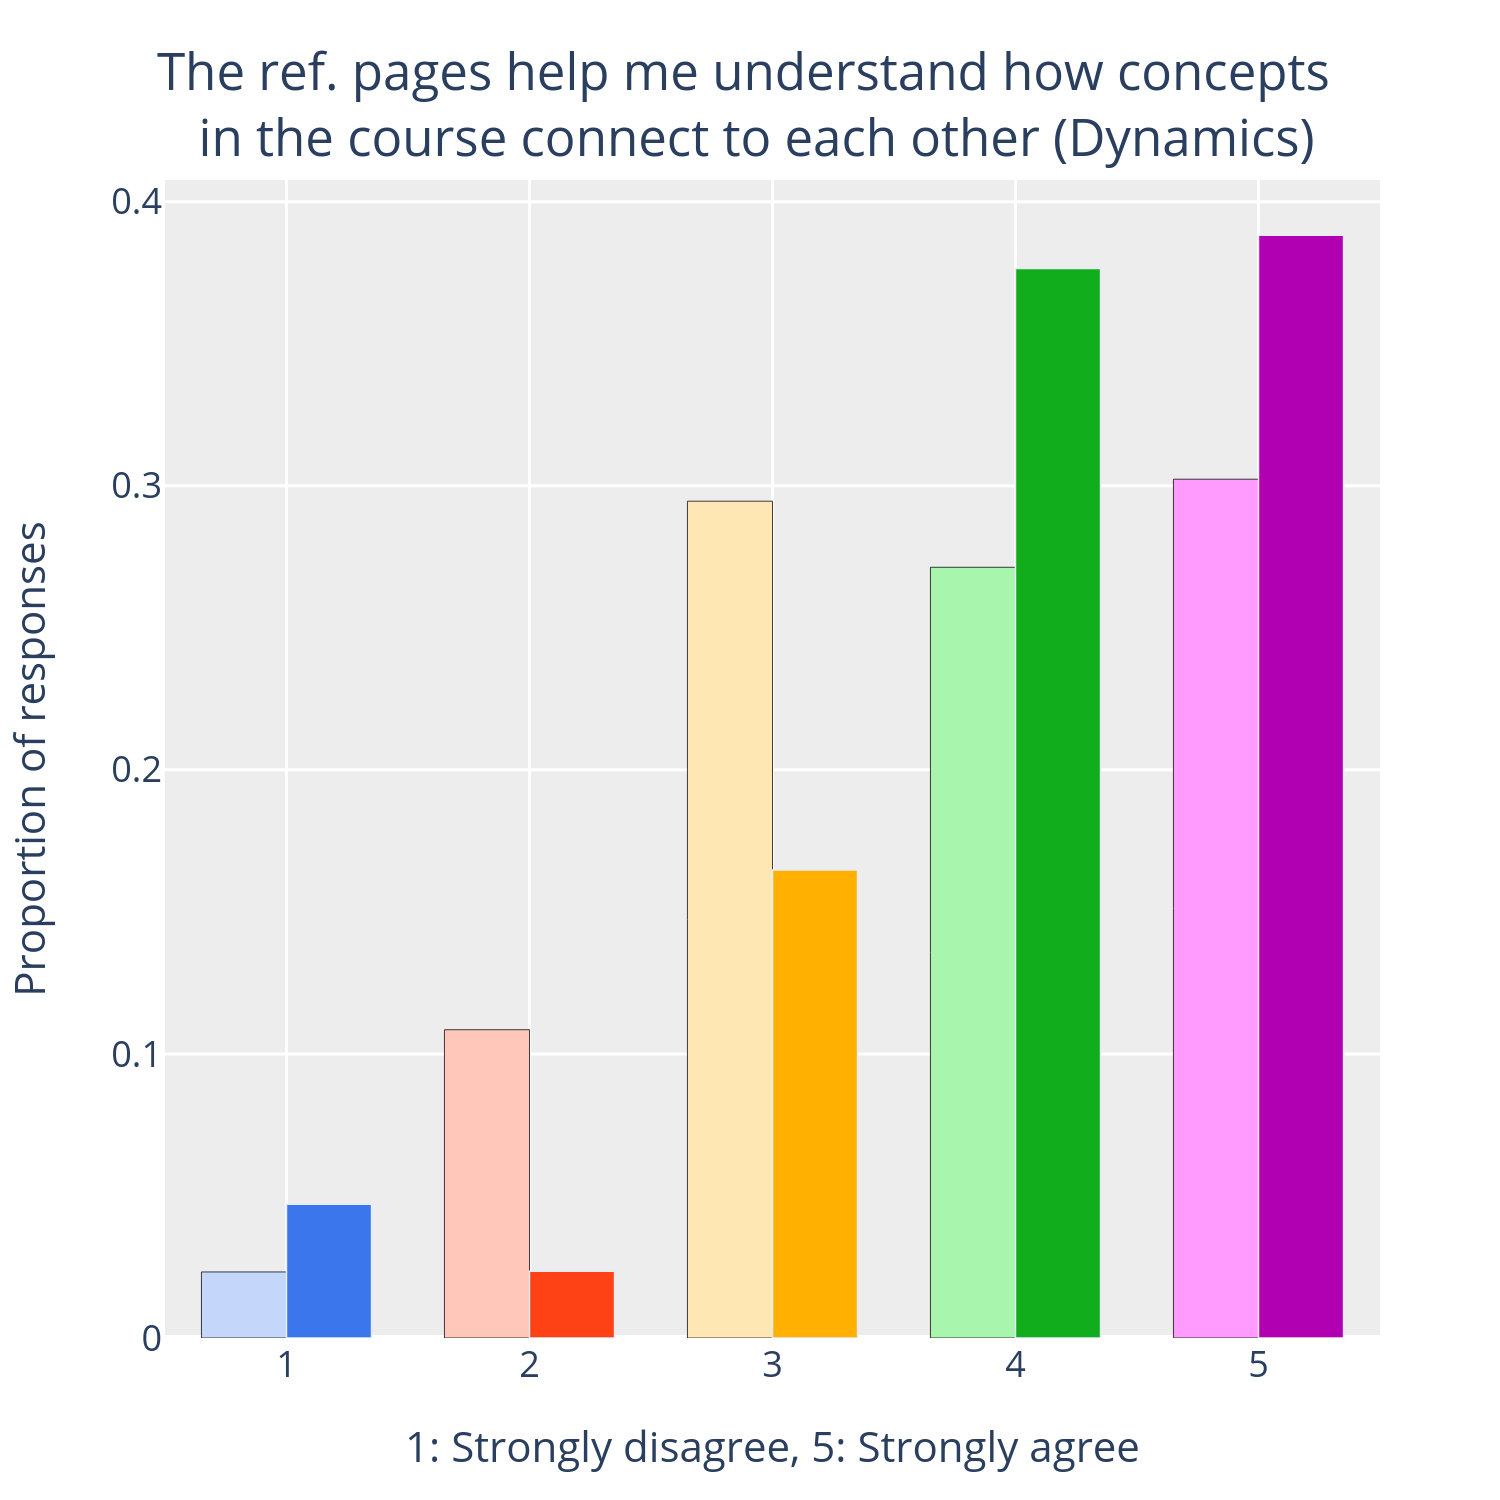 The ref. pages help me understand how concepts
in the course connect to each other (Dynamics)
0.4
0.3
0.2
0.1
0
Proportion of responses
1 2 3 4 5
1: Strongly disagree, 5: Strongly agree